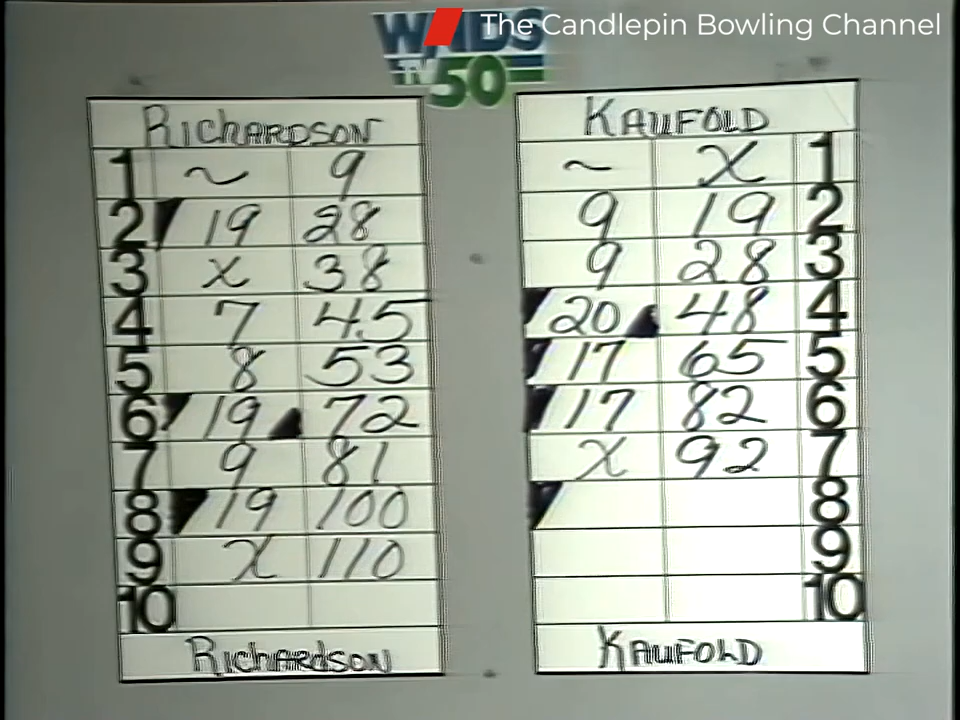 The Candlepin Bowling Channel
WNDS
TV 50
RICHARDSON
1 ~ 9
2 19 28
3 X 38
4 7 45
5 8 53
6 19 72
7 9 81
8 19 100
9 X 110
10
RICHARDSON
KAUFOLD
~ X 1
9 19 2
9 28 3
20 48 4
17 65 5
17 82 6
X 92 7
8
9
10
KAUFOLD